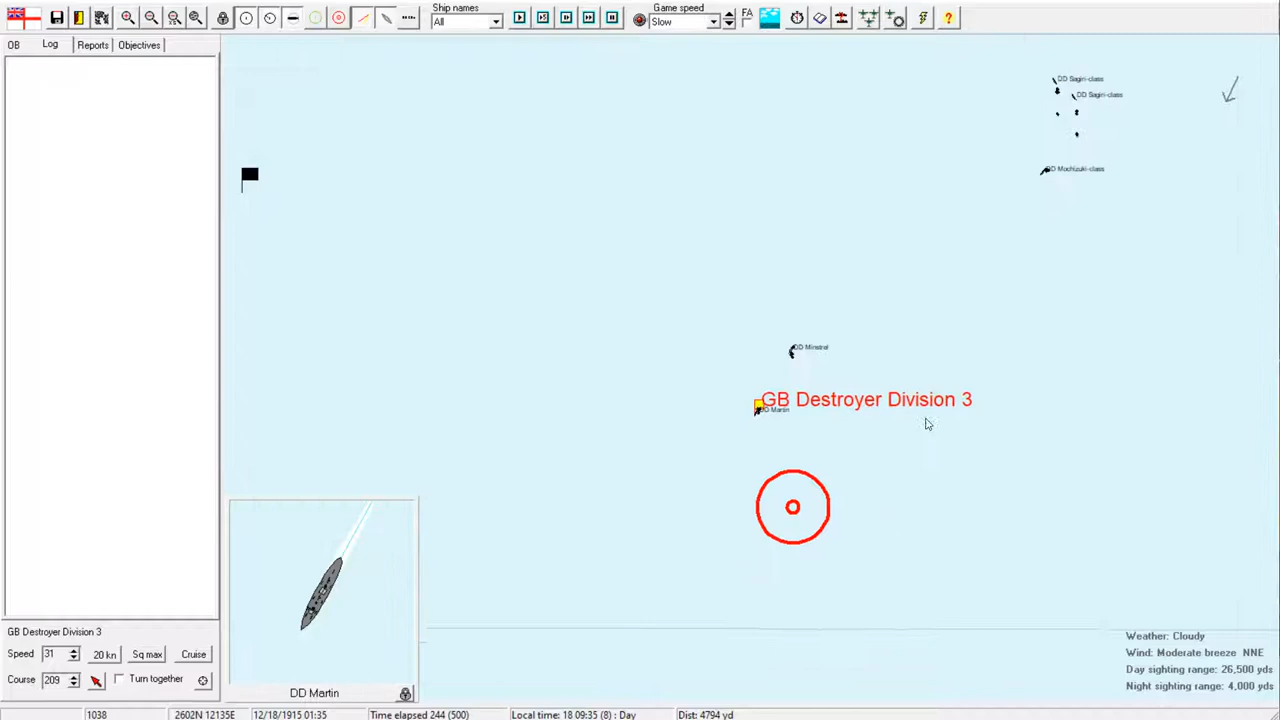 Ship names
All
Game speed
Slow
FA
OB
Log
Reports
Objectives
DD Sagiri-class
DD Sagiri-class
DD Mochizuki-class
DD Minstral
GB Destroyer Division 3
DD Martin
GB Destroyer Division 3
Speed
31
20 kn
Sq max
Cruise
Course
209
Turn together
DD Martin
Weather: Cloudy
Wind: Moderate breeze NNE
Day sighting range: 26,500 yds
Night sighting range: 4,000 yds
1038
2602N 12135E
12/18/1915 01:35
Time elapsed 244 (500)
Local time: 18 09:35 (8) : Day
Dist: 4794 yd